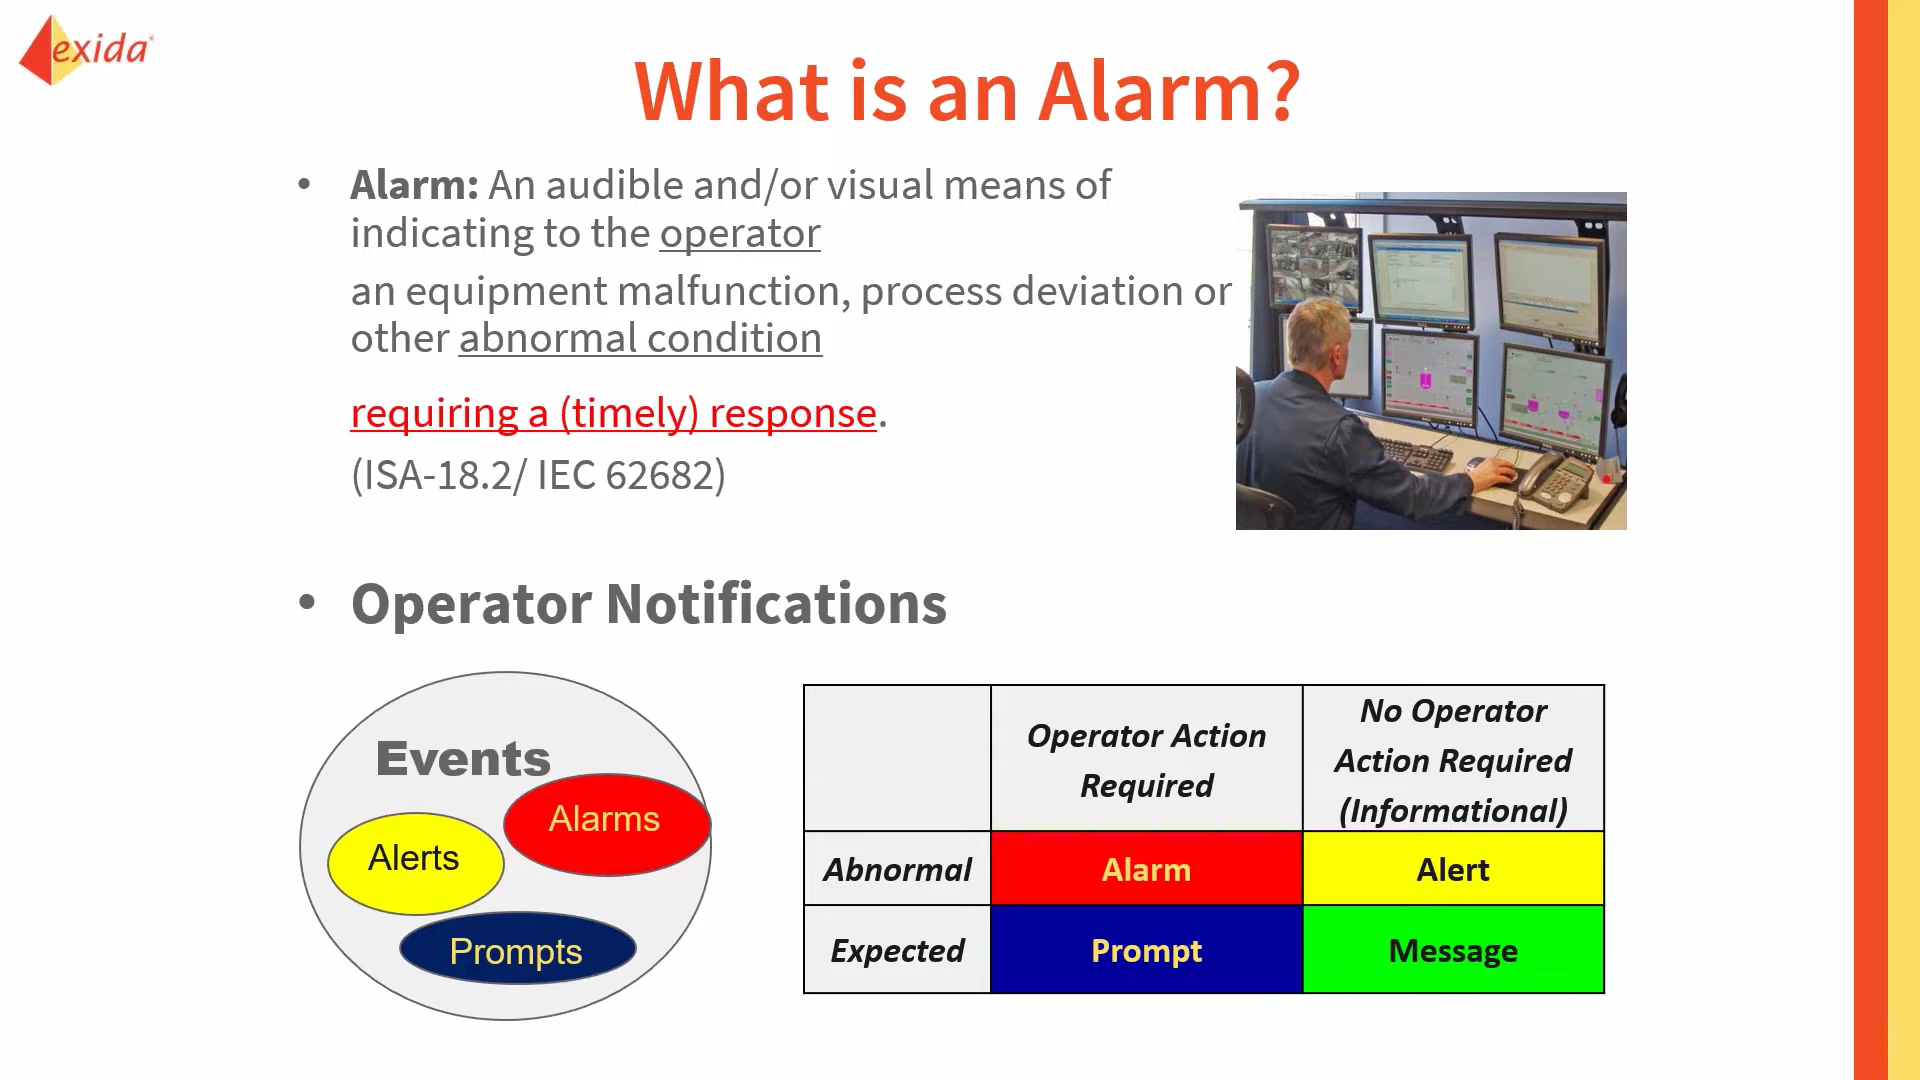 exida
What is an Alarm?
• Alarm: An audible and/or visual means of
indicating to the operator
an equipment malfunction, process deviation or
other abnormal condition
requiring a (timely) response.
(ISA-18.2/ IEC 62682)
• Operator Notifications
Events
Alarms
Alerts
Prompts
Operator Action
Required
No Operator
Action Required
(Informational)
Abnormal
Alarm
Alert
Expected
Prompt
Message